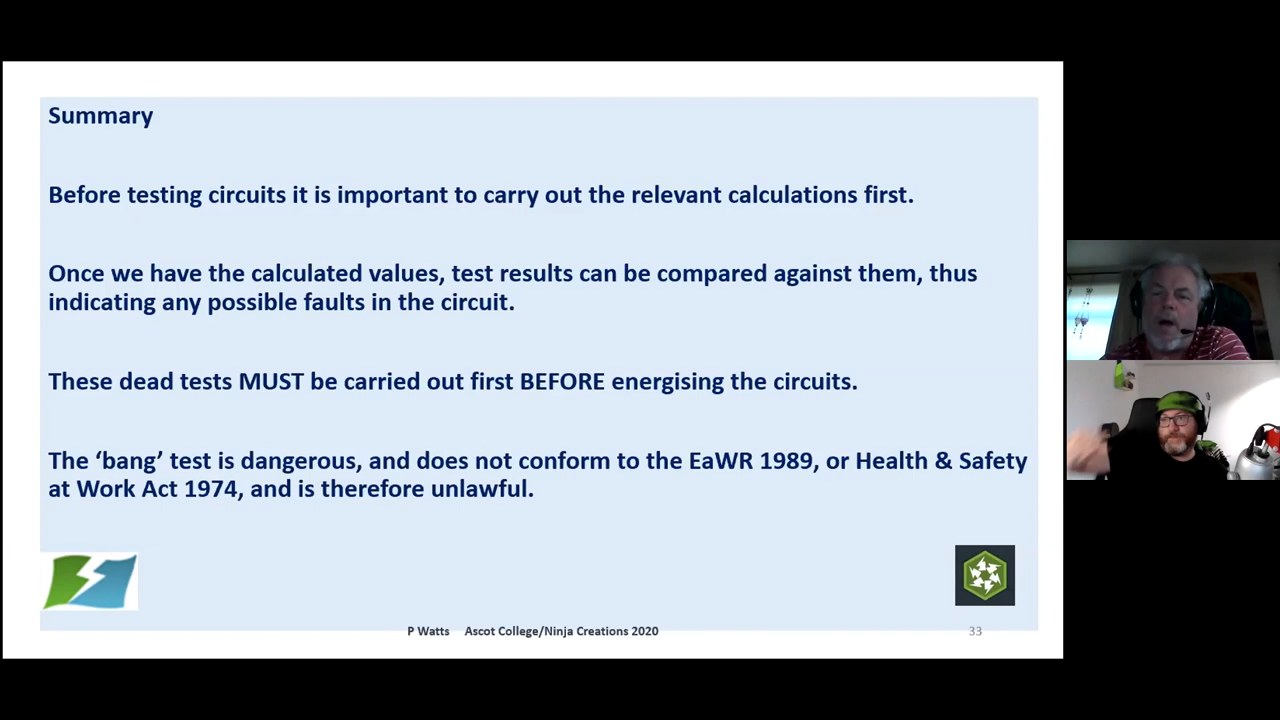 Summary
Before testing circuits it is important to carry out the relevant calculations first.
Once we have the calculated values, test results can be compared against them, thus
indicating any possible faults in the circuit.
These dead tests MUST be carried out first BEFORE energising the circuits.
The ‘bang’ test is dangerous, and does not conform to the EaWR 1989, or Health & Safety
at Work Act 1974, and is therefore unlawful.
P Watts Ascot College/Ninja Creations 2020
33